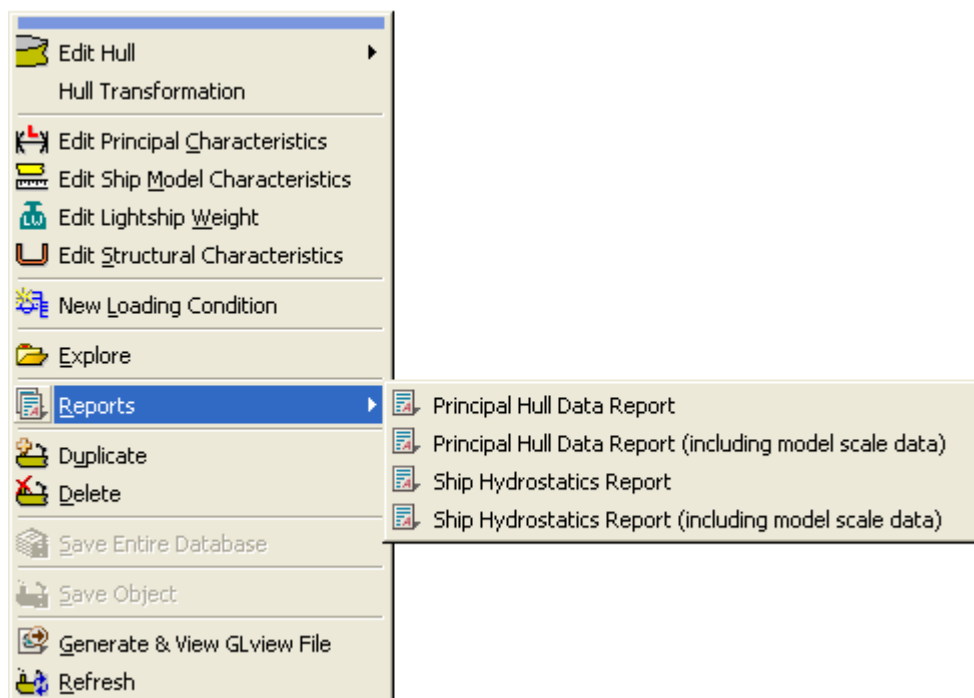 Edit Hull
Hull Transformation
Edit Principal Characteristics
Edit Ship Model Characteristics
Edit Lightship Weight
Edit Structural Characteristics
New Loading Condition
Explore
Reports
Principal Hull Data Report
Principal Hull Data Report (including model scale data)
Ship Hydrostatics Report
Ship Hydrostatics Report (including model scale data)
Duplicate
Delete
Save Entire Database
Save Object
Generate & View GLview File
Refresh